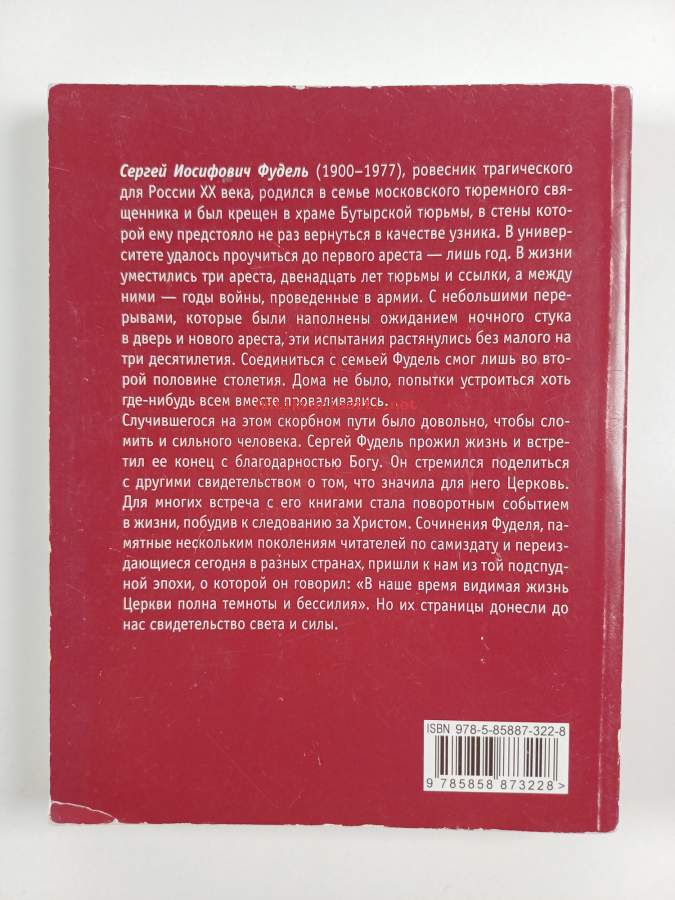 Сергей Иосифович Фудель (1900–1977), ровесник трагического
для России XX века, родился в семье московского тюремного свя-
щенника и был крещен в храме Бутырской тюрьмы, в стены кото-
рой ему предстояло не раз вернуться в качестве узника. В универ-
ситете удалось проучиться до первого ареста — лишь год. В жизни
уместились три ареста, двенадцать лет тюрьмы и ссылки, а между
ними — годы войны, проведенные в армии. С небольшими пере-
рывами, которые были наполнены ожиданием ночного стука
в дверь и нового ареста, эти испытания растянулись без малого на
три десятилетия. Соединиться с семьей Фудель смог лишь во вто-
рой половине столетия. Дома не было, попытки устроиться хоть
где-нибудь всем вместе проваливались.
Случившегося на этом скорбном пути было довольно, чтобы сло-
мить и сильного человека. Сергей Фудель прожил жизнь и встре-
тил ее конец с благодарностью Богу. Он стремился поделиться
с другими свидетельством о том, что значила для него Церковь.
Для многих встреча с его книгами стала поворотным событием
в жизни, побудив к следованию за Христом. Сочинения Фуделя, па-
мятные нескольким поколениям читателей по самиздату и переиз-
дающиеся сегодня в разных странах, пришли к нам из той подспуд-
ной эпохи, о которой он говорил: «В наше время видимая жизнь
Церкви полна темноты и бессилия». Но их страницы донесли до
нас свидетельство света и силы.
ISBN 978-5-85887-322-8
9 785858 873228 >